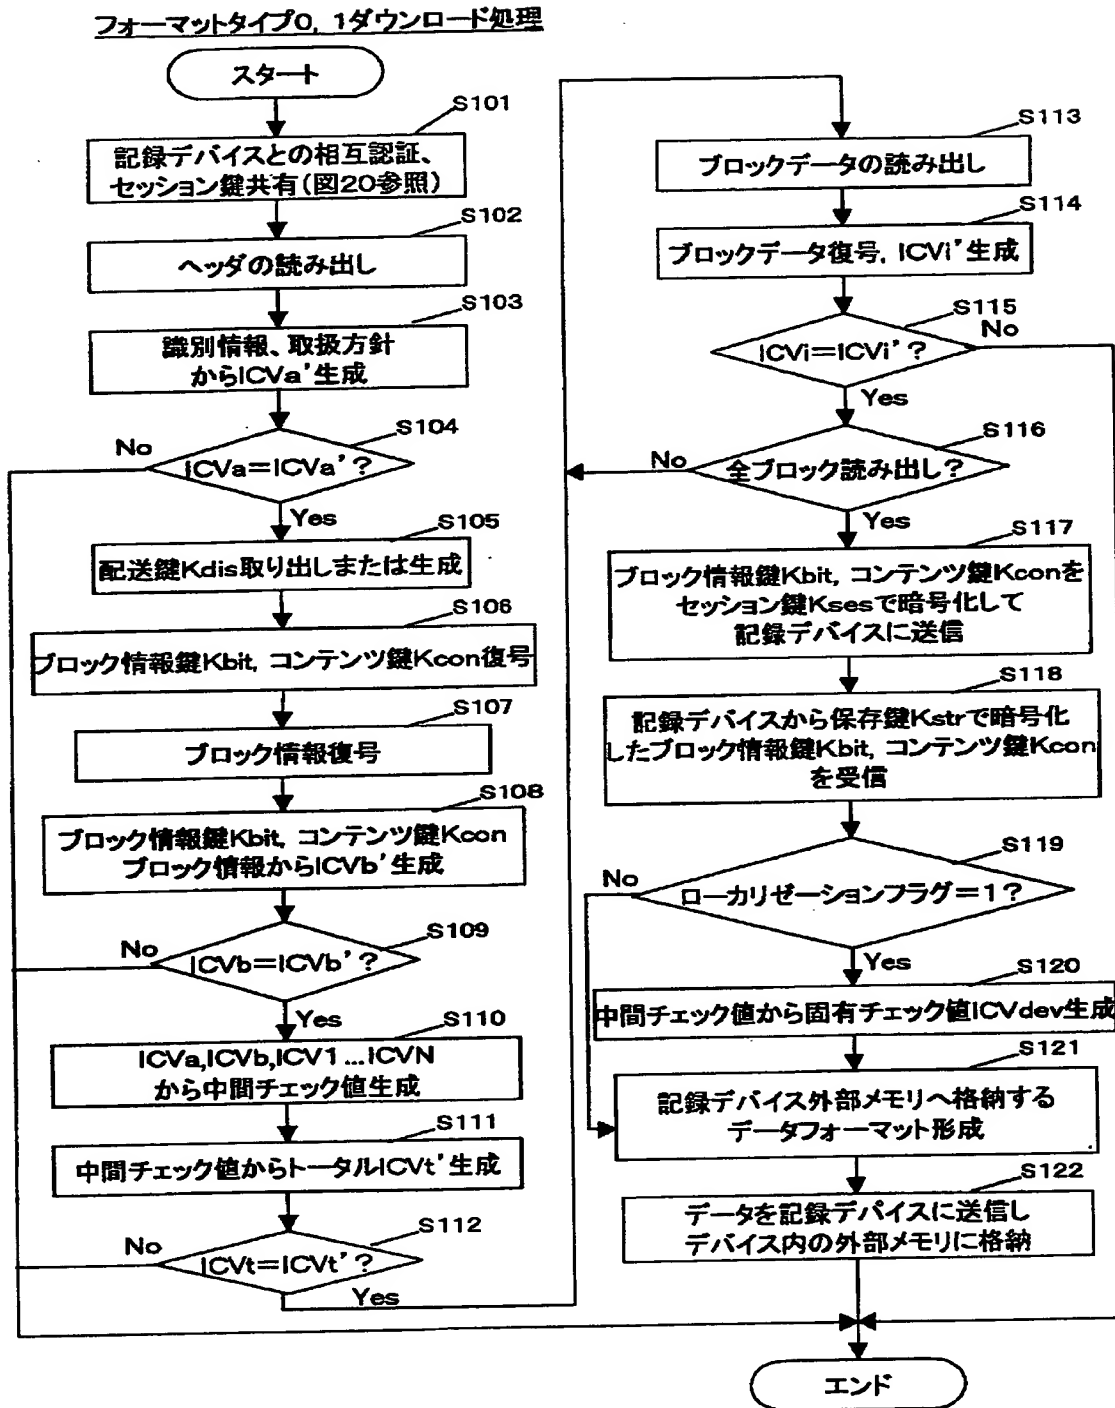 フォーマットタイプ0, 1ダウンロード処理
スタート
S101
記録デバイスとの相互認証、
セッション鍵共有(図20参照)
S102
ヘッダの読み出し
S103
識別情報、取扱方針
からICVa'生成
S104
No
ICVa=ICVa'?
Yes
S105
配送鍵Kdis取り出しまたは生成
S106
ブロック情報鍵Kbit, コンテンツ鍵Kcon復号
S107
ブロック情報復号
S108
ブロック情報鍵Kbit, コンテンツ鍵Kcon
ブロック情報からICVb'生成
S109
No
ICVb=ICVb'?
Yes
S110
ICVa,ICVb,ICV1...ICVN
から中間チェック値生成
S111
中間チェック値からトータルICVt'生成
S112
No
ICVt=ICVt'?
Yes
S113
ブロックデータの読み出し
S114
ブロックデータ復号, ICVi'生成
S115
No
ICVi=ICVi'?
Yes
S116
No
全ブロック読み出し?
Yes
S117
ブロック情報鍵Kbit, コンテンツ鍵Kconを
セッション鍵Ksesで暗号化して
記録デバイスに送信
S118
記録デバイスから保存鍵Kstrで暗号化
したブロック情報鍵Kbit, コンテンツ鍵Kcon
を受信
S119
No
ローカリゼーションフラグ=1?
Yes
S120
中間チェック値から固有チェック値ICVdev生成
S121
記録デバイス外部メモリへ格納する
データフォーマット形成
S122
データを記録デバイスに送信し
デバイス内の外部メモリに格納
エンド